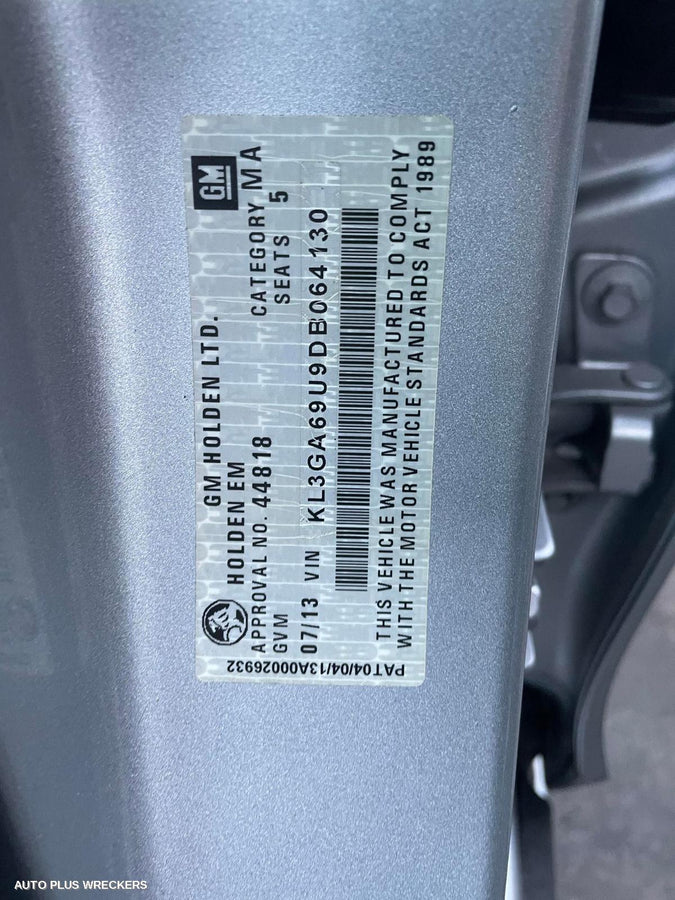 GM
GM HOLDEN LTD.
HOLDEN EM
CATEGORY MA
APPROVAL NO. 44818
SEATS 5
GVM
07/13 VIN KL3GA69U9DB064130
THIS VEHICLE WAS MANUFACTURED TO COMPLY
WITH THE MOTOR VEHICLE STANDARDS ACT 1989
PAT04/04/13A000026932
AUTO PLUS WRECKERS